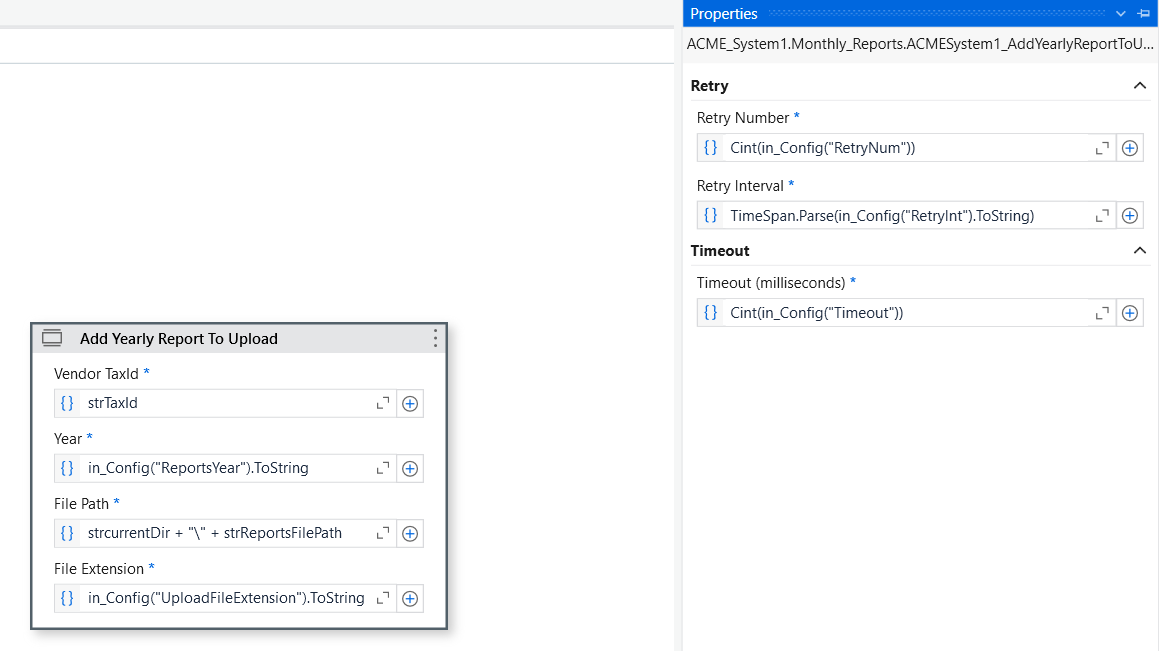 Properties
ACME_System1.Monthly_Reports.ACMESystem1_AddYearlyReportToU...
Retry
Retry Number *
{} Cint(in_Config("RetryNum"))
Retry Interval *
{} TimeSpan.Parse(in_Config("RetryInt").ToString)
Timeout
Timeout (milliseconds) *
{} Cint(in_Config("Timeout"))
Add Yearly Report To Upload
Vendor TaxId *
{} strTaxId
Year *
{} in_Config("ReportsYear").ToString
File Path *
{} strcurrentDir + "\" + strReportsFilePath
File Extension *
{} in_Config("UploadFileExtension").ToString